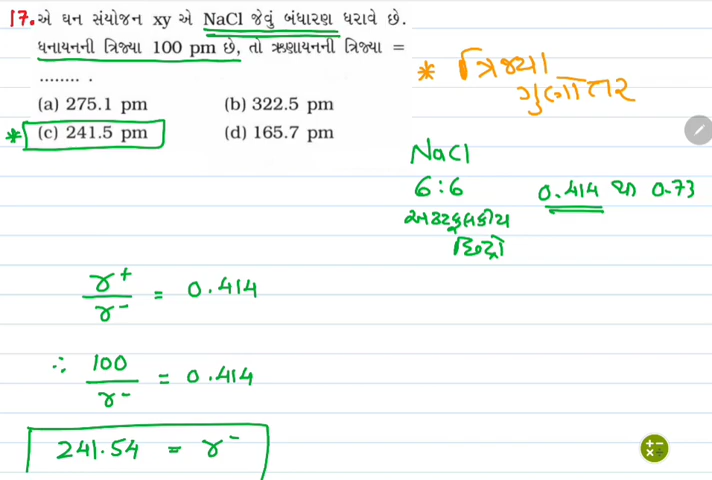 17. એ ઘન સંયોજન xy એ NaCl જેવું બંધારણ ધરાવે છે.
ધનાયનની ત્રિજ્યા 100 pm છે, તો ઋણાયનની ત્રિજ્યા =
........ .
(a) 275.1 pm (b) 322.5 pm
* (c) 241.5 pm (d) 165.7 pm
* ત્રિજ્યા
ગુણોત્તર
NaCl
6:6 0.414 થી 0.73
અષ્ટફલકીય
છિદ્રો
r+ / r- = 0.414
∴ 100 / r- = 0.414
241.54 = r-